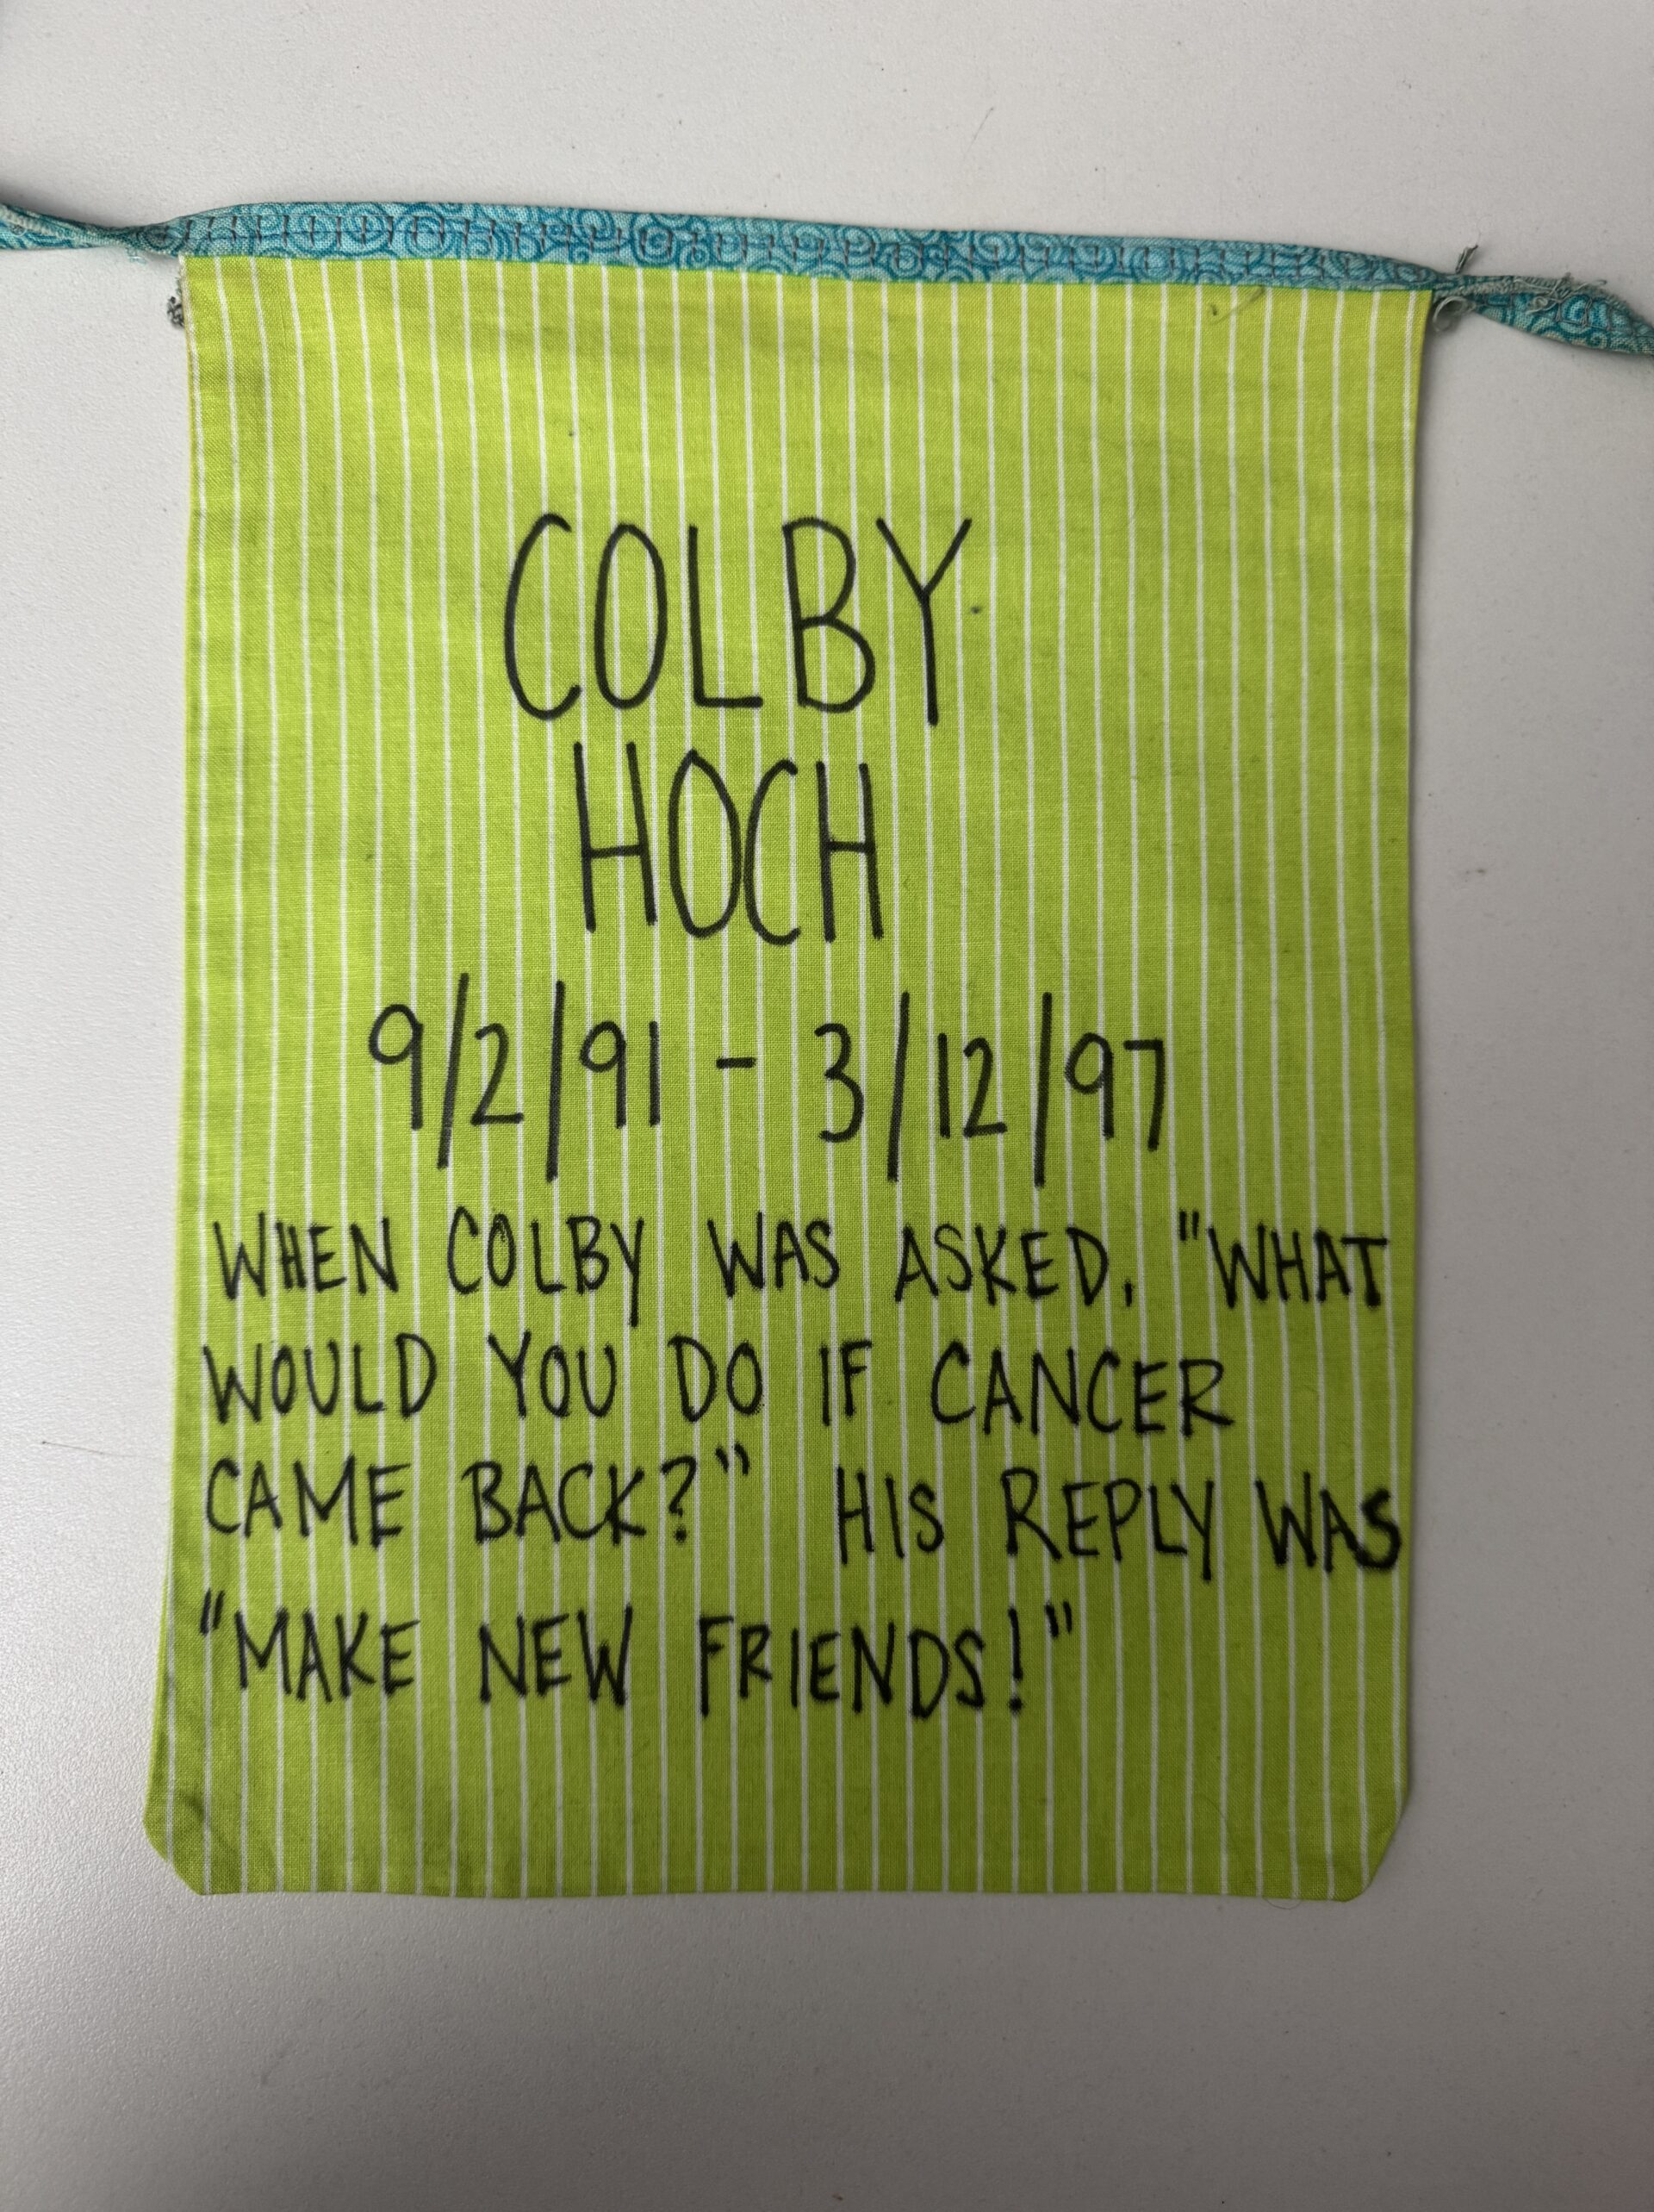 COLBY
HOCH
9/2/91 - 3/12/97
WHEN COLBY WAS ASKED, "WHAT
WOULD YOU DO IF CANCER
CAME BACK?" HIS REPLY WAS
"MAKE NEW FRIENDS!"